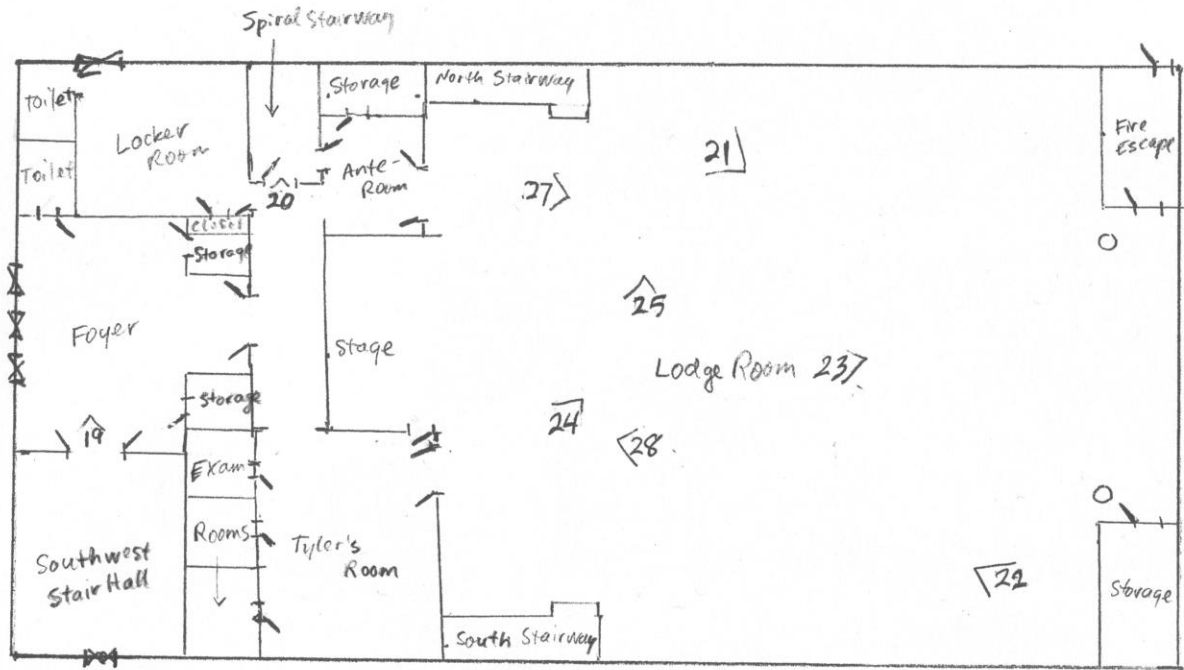 Spiral Stairway
Toilet
Locker
Room
Storage
North Stairway
Fire
Escape
Toilet
Ante-
Room
20
21
27
Closet
Storage
Foyer
25
Stage
Lodge Room 23
Storage
19
24
28
Exam
Rooms
Tyler's
Room
Southwest
Stair Hall
22
Storage
South Stairway